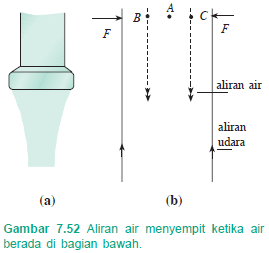 F
B
A
C
F
aliran air
aliran
udara
(a)
(b)
Gambar 7.52 Aliran air menyempit ketika air
berada di bagian bawah.